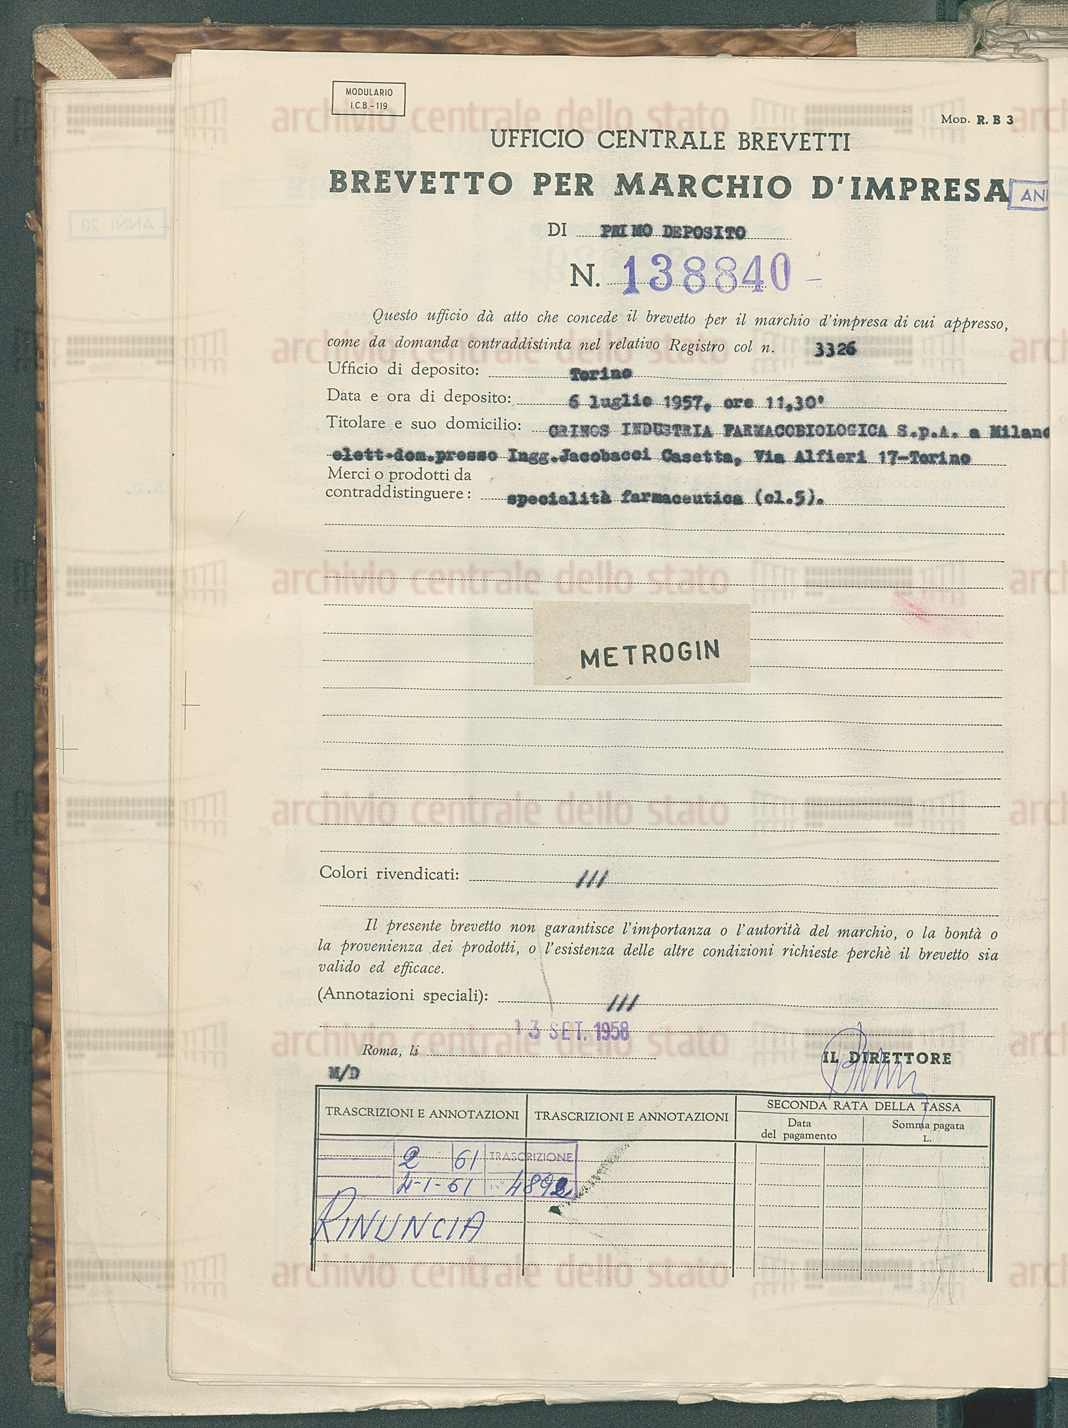 MODULARIO
I.C.B. - 119
MOD. R. B 3
UFFICIO CENTRALE BREVETTI
BREVETTO PER MARCHIO D'IMPRESA
ANNI 20
DI PRIMO DEPOSITO
N. 138840
Questo ufficio dà atto che concede il brevetto per il marchio d'impresa di cui appresso,
come da domanda contraddistinta nel relativo Registro col n. 3326
Ufficio di deposito: Torino
Data e ora di deposito: 6 luglio 1957, ore 11,30'
Titolare e suo domicilio: GRINOS INDUSTRIA FARMACOBIOLOGICA S.p.A. a Milano
elett.dom.presso Ingg.Jacobacci Casetta, Via Alfieri 17-Torino
Merci o prodotti da
contraddistinguere: specialità farmaceutica (cl.5).
METROGIN
Colori rivendicati: ///
Il presente brevetto non garantisce l'importanza o l'autorità del marchio, o la bontà o
la provenienza dei prodotti, o l'esistenza delle altre condizioni richieste perchè il brevetto sia
valido ed efficace.
(Annotazioni speciali): ///
13 SET. 1958
Roma, li
IL DIRETTORE
M/D
TRASCRIZIONI E ANNOTAZIONI TRASCRIZIONI E ANNOTAZIONI SECONDA RATA DELLA TASSA
Data del pagamento Somma pagata L.
2 61 TRASCRIZIONE
4-1-61 N. 4892
RINUNCIA
archivio centrale dello stato